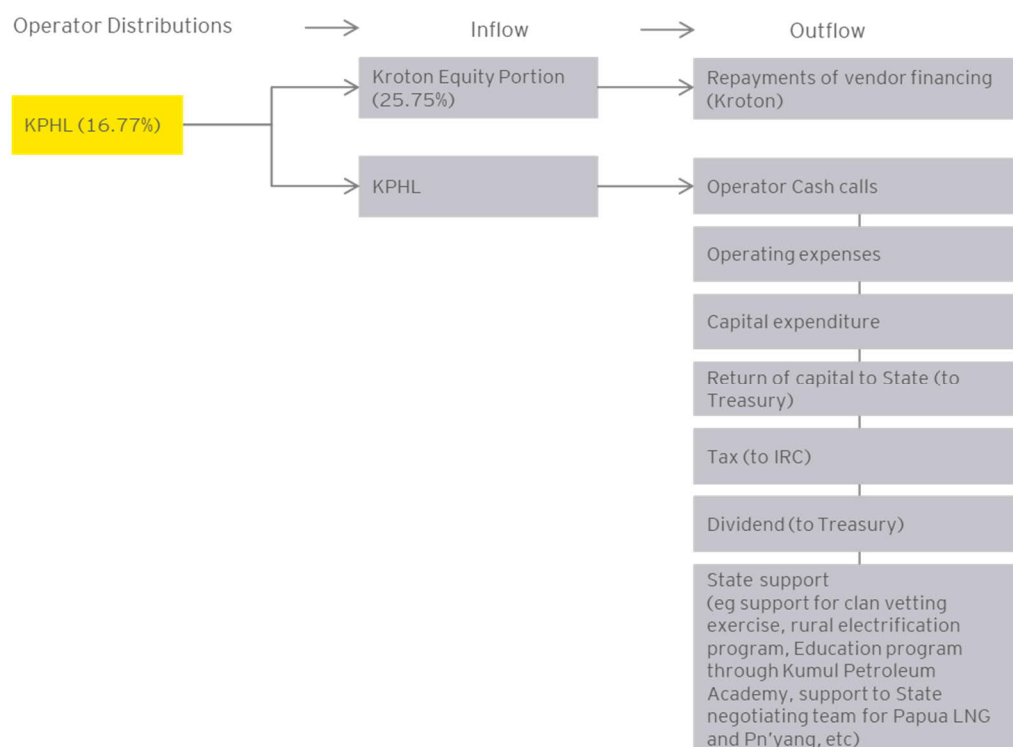 Operator Distributions
Inflow
Outflow
KPHL (16.77%)
Kroton Equity Portion
(25.75%)
Repayments of vendor financing
(Kroton)
KPHL
Operator Cash calls
Operating expenses
Capital expenditure
Return of capital to State (to
Treasury)
Tax (to IRC)
Dividend (to Treasury)
State support
(eg support for clan vetting
exercise, rural electrification
program, Education program
through Kumul Petroleum
Academy, support to State
negotiating team for Papua LNG
and Pn'yang, etc)